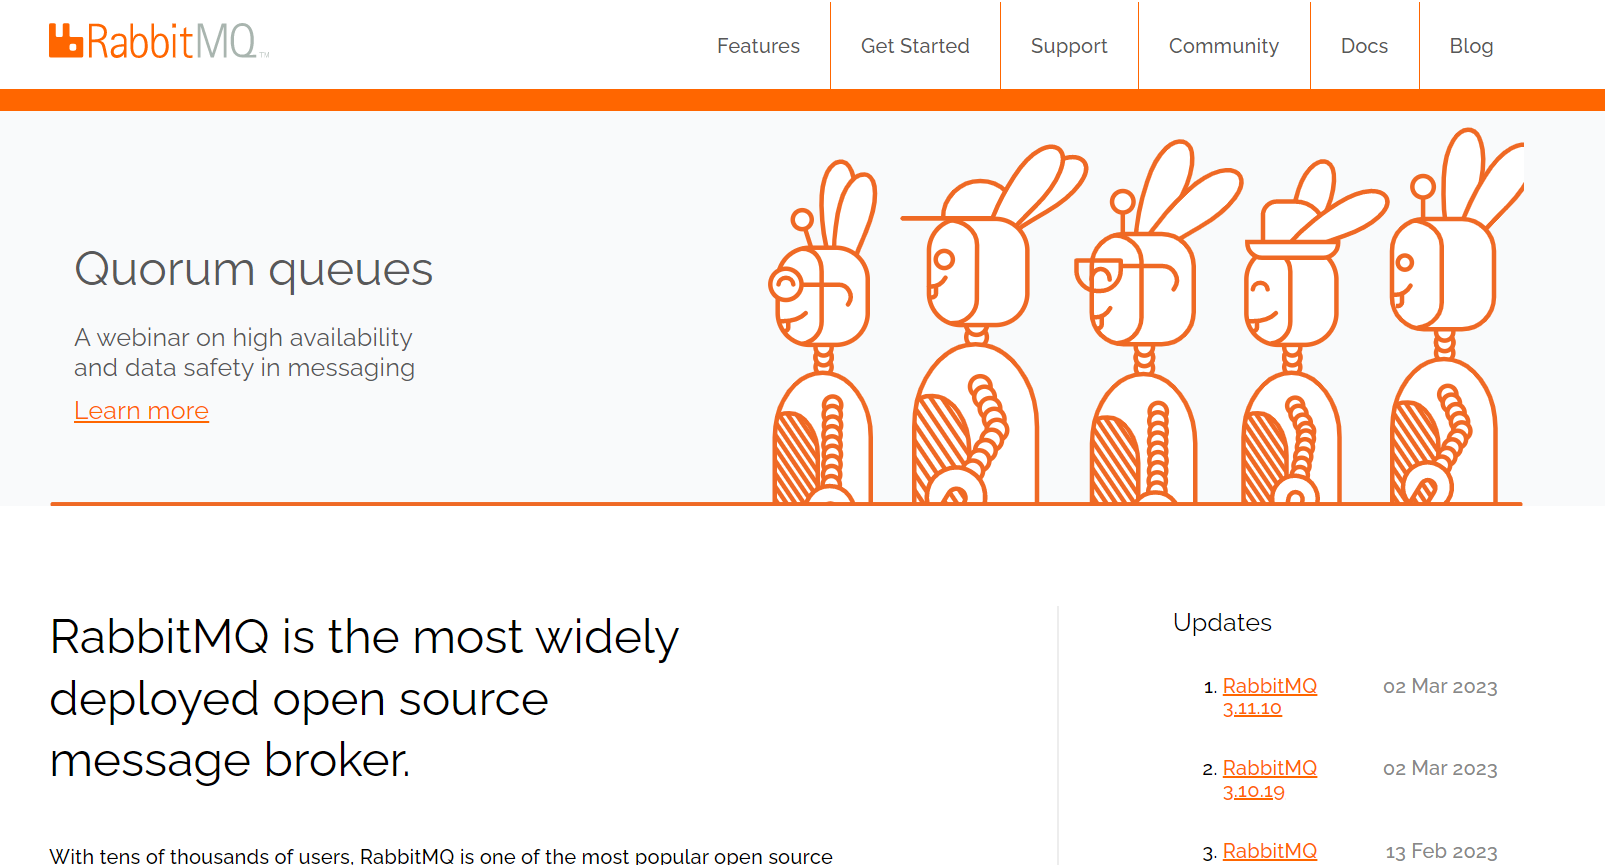 RabbitMQ™
Features
Get Started
Support
Community
Docs
Blog
Quorum queues
A webinar on high availability
and data safety in messaging
Learn more
RabbitMQ is the most widely
deployed open source
message broker.
With tens of thousands of users, RabbitMQ is one of the most popular open source
Updates
1. RabbitMQ 02 Mar 2023
3.11.10
2. RabbitMQ 02 Mar 2023
3.10.19
3. RabbitMQ 13 Feb 2023